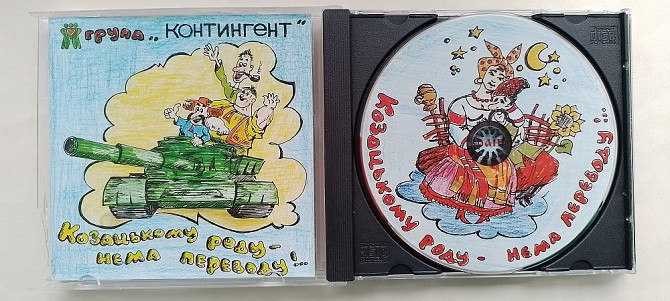 група „КОНТИНГЕНТ"
Козацькому роду -
нема переводу!..
КОЗАЦЬКОМУ РОДУ - НЕМА ПЕРЕВОДУ!..